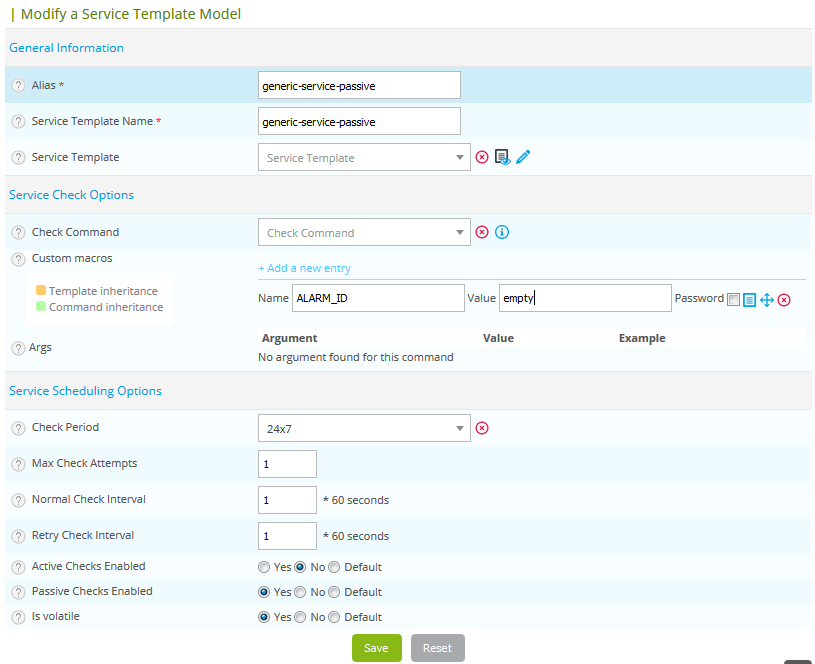 Modify a Service Template Model
General Information
? Alias * generic-service-passive
? Service Template Name * generic-service-passive
? Service Template Service Template
Service Check Options
? Check Command Check Command
? Custom macros
+ Add a new entry
Template inheritance
Command inheritance
Name ALARM_ID Value empty Password
Argument Value Example
? Args
No argument found for this command
Service Scheduling Options
? Check Period 24x7
? Max Check Attempts 1
? Normal Check Interval 1 * 60 seconds
? Retry Check Interval 1 * 60 seconds
? Active Checks Enabled Yes No Default
? Passive Checks Enabled Yes No Default
? Is volatile Yes No Default
Save Reset